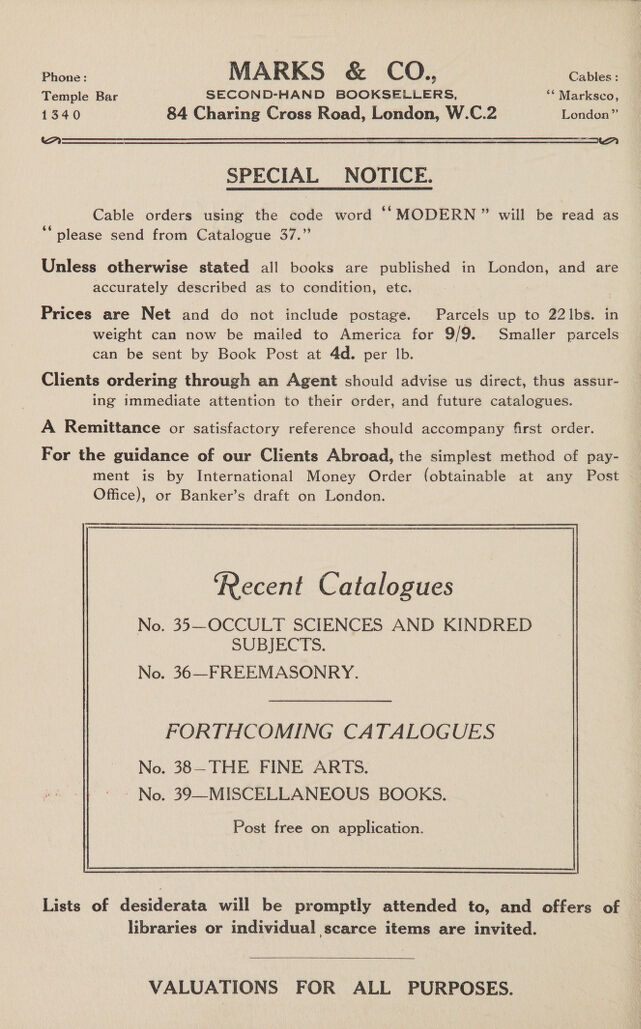 MARKS & CO.,
Phone:
Temple Bar
1340
SECOND-HAND BOOKSELLERS,
84 Charing Cross Road, London, W.C.2
Cables:
“Marksco,
London”
SPECIAL NOTICE.
Cable orders using the code word “MODERN” will be read as
“please send from Catalogue 37.”
Unless otherwise stated all books are published in London, and are
accurately described as to condition, etc.
Prices are Net and do not include postage. Parcels up to 22lbs. in
weight can now be mailed to America for 9/9. Smaller parcels
can be sent by Book Post at 4d. per lb.
Clients ordering through an Agent should advise us direct, thus assur-
ing immediate attention to their order, and future catalogues.
A Remittance or satisfactory reference should accompany first order.
For the guidance of our Clients Abroad, the simplest method of pay-
ment is by International Money Order (obtainable at any Post
Office), or Banker’s draft on London.
Recent Catalogues
No. 35—OCCULT SCIENCES AND KINDRED
SUBJECTS.
No. 36—FREEMASONRY.
FORTHCOMING CATALOGUES
No. 38—THE FINE ARTS.
No. 39—MISCELLANEOUS BOOKS.
Post free on application.
Lists of desiderata will be promptly attended to, and offers of
libraries or individual scarce items are invited.
VALUATIONS FOR ALL PURPOSES.